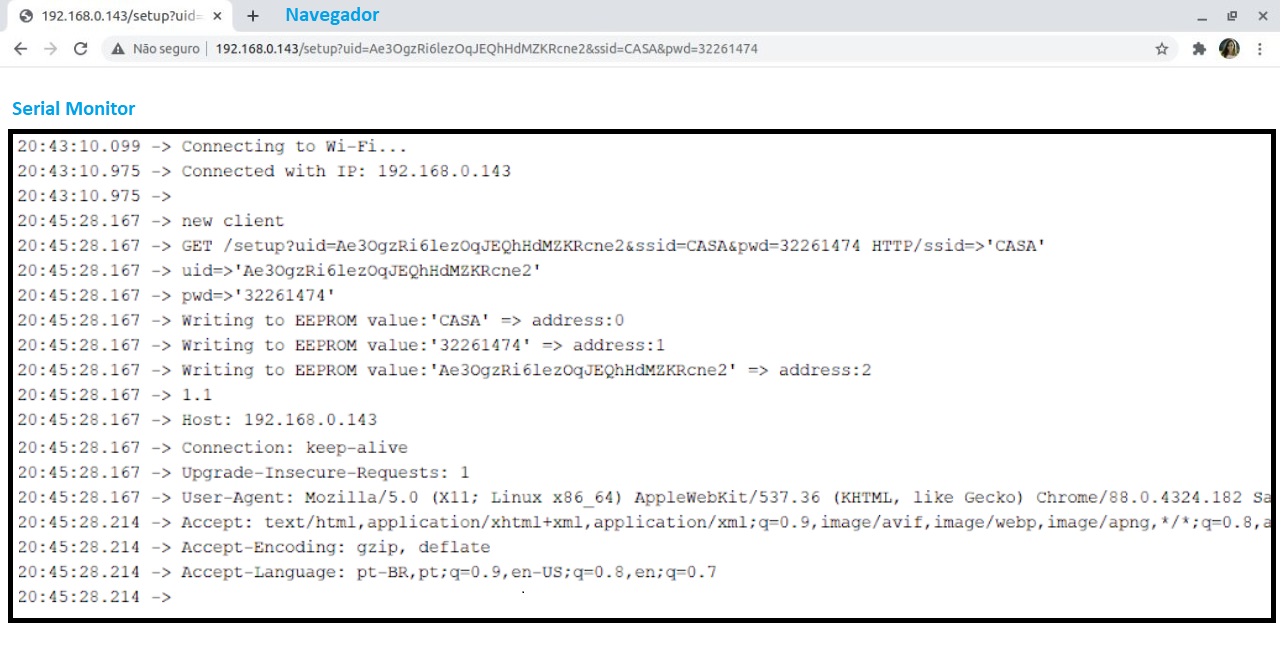 192.168.0.143/setup?uid=
Navegador
Não seguro
192.168.0.143/setup?uid=Ae3OgzRi6lezOqJEQhHdMZKRcne2&ssid=CASA&pwd=32261474
Serial Monitor
20:43:10.099 -> Connecting to Wi-Fi...
20:43:10.975 -> Connected with IP: 192.168.0.143
20:43:10.975 ->
20:45:28.167 -> new client
20:45:28.167 -> GET /setup?uid=Ae3OgzRi6lezOqJEQhHdMZKRcne2&ssid=CASA&pwd=32261474 HTTP/ssid=>'CASA'
20:45:28.167 -> uid=>'Ae3OgzRi6lezOqJEQhHdMZKRcne2'
20:45:28.167 -> pwd=>'32261474'
20:45:28.167 -> Writing to EEPROM value:'CASA' => address:0
20:45:28.167 -> Writing to EEPROM value:'32261474' => address:1
20:45:28.167 -> Writing to EEPROM value:'Ae3OgzRi6lezOqJEQhHdMZKRcne2' => address:2
20:45:28.167 -> 1.1
20:45:28.167 -> Host: 192.168.0.143
20:45:28.167 -> Connection: keep-alive
20:45:28.167 -> Upgrade-Insecure-Requests: 1
20:45:28.167 -> User-Agent: Mozilla/5.0 (X11; Linux x86_64) AppleWebKit/537.36 (KHTML, like Gecko) Chrome/88.0.4324.182 Sa
20:45:28.214 -> Accept: text/html,application/xhtml+xml,application/xml;q=0.9,image/avif,image/webp,image/apng,*/*;q=0.8,a
20:45:28.214 -> Accept-Encoding: gzip, deflate
20:45:28.214 -> Accept-Language: pt-BR,pt;q=0.9,en-US;q=0.8,en;q=0.7
20:45:28.214 ->